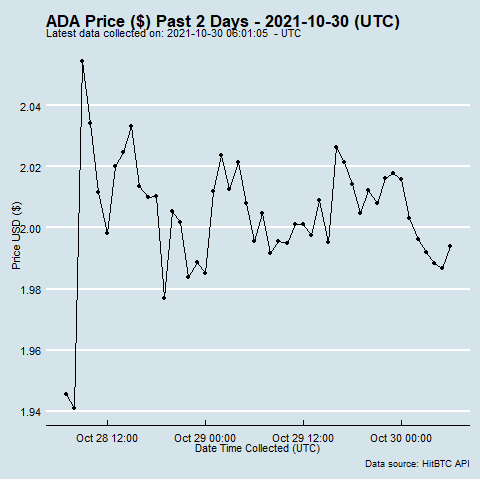 ADA Price ($) Past 2 Days - 2021-10-30 (UTC)
Latest data collected on: 2021-10-30 06:01:05 - UTC
Price USD ($)
2.04
2.02
2.00
1.98
1.96
1.94
Oct 28 12:00 Oct 29 00:00 Oct 29 12:00 Oct 30 00:00
Date Time Collected (UTC)
Data source: HitBTC API